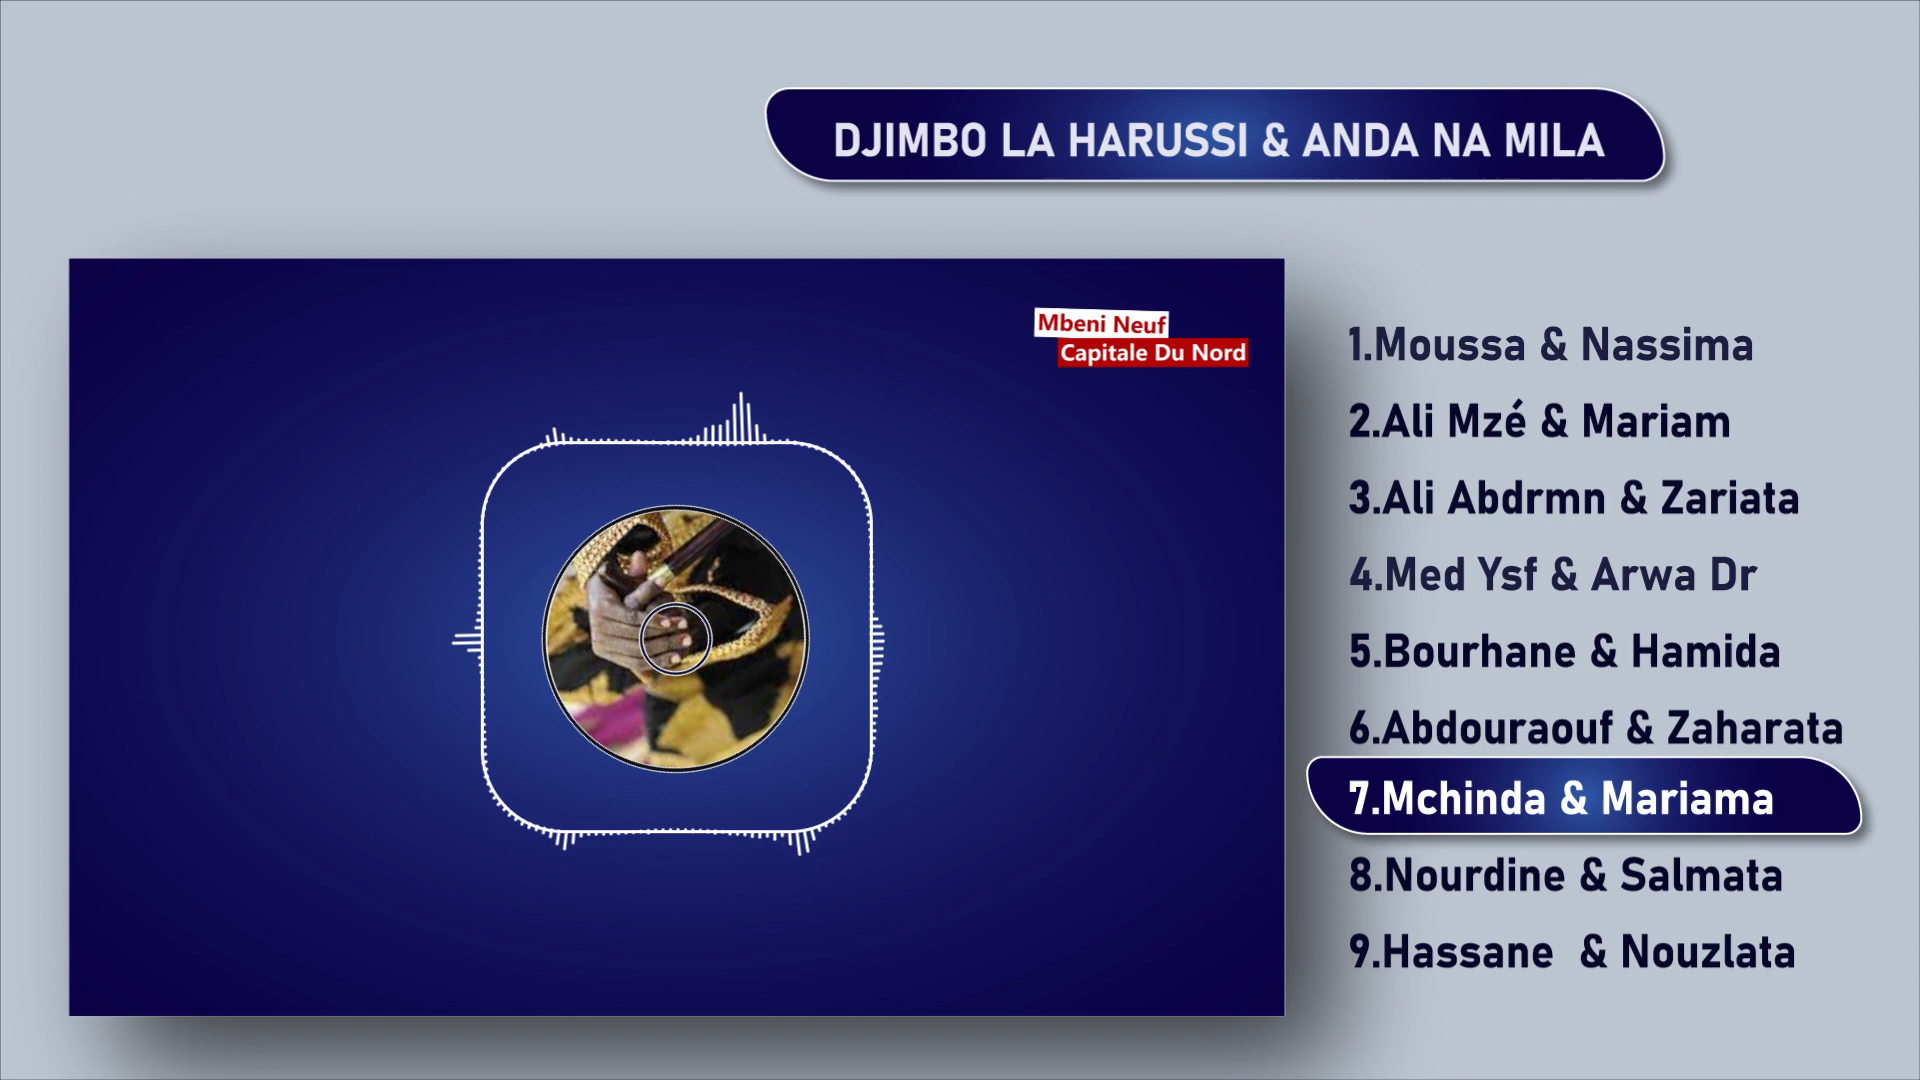 DJIMBO LA HARUSSI & ANDA NA MILA
Mbeni Neuf
Capitale Du Nord
1.Moussa & Nassima
2.Ali Mzé & Mariam
3.Ali Abdrmn & Zariata
4.Med Ysf & Arwa Dr
5.Bourhane & Hamida
6.Abdouraouf & Zaharata
7.Mchinda & Mariama
8.Nourdine & Salmata
9.Hassane  & Nouzlata